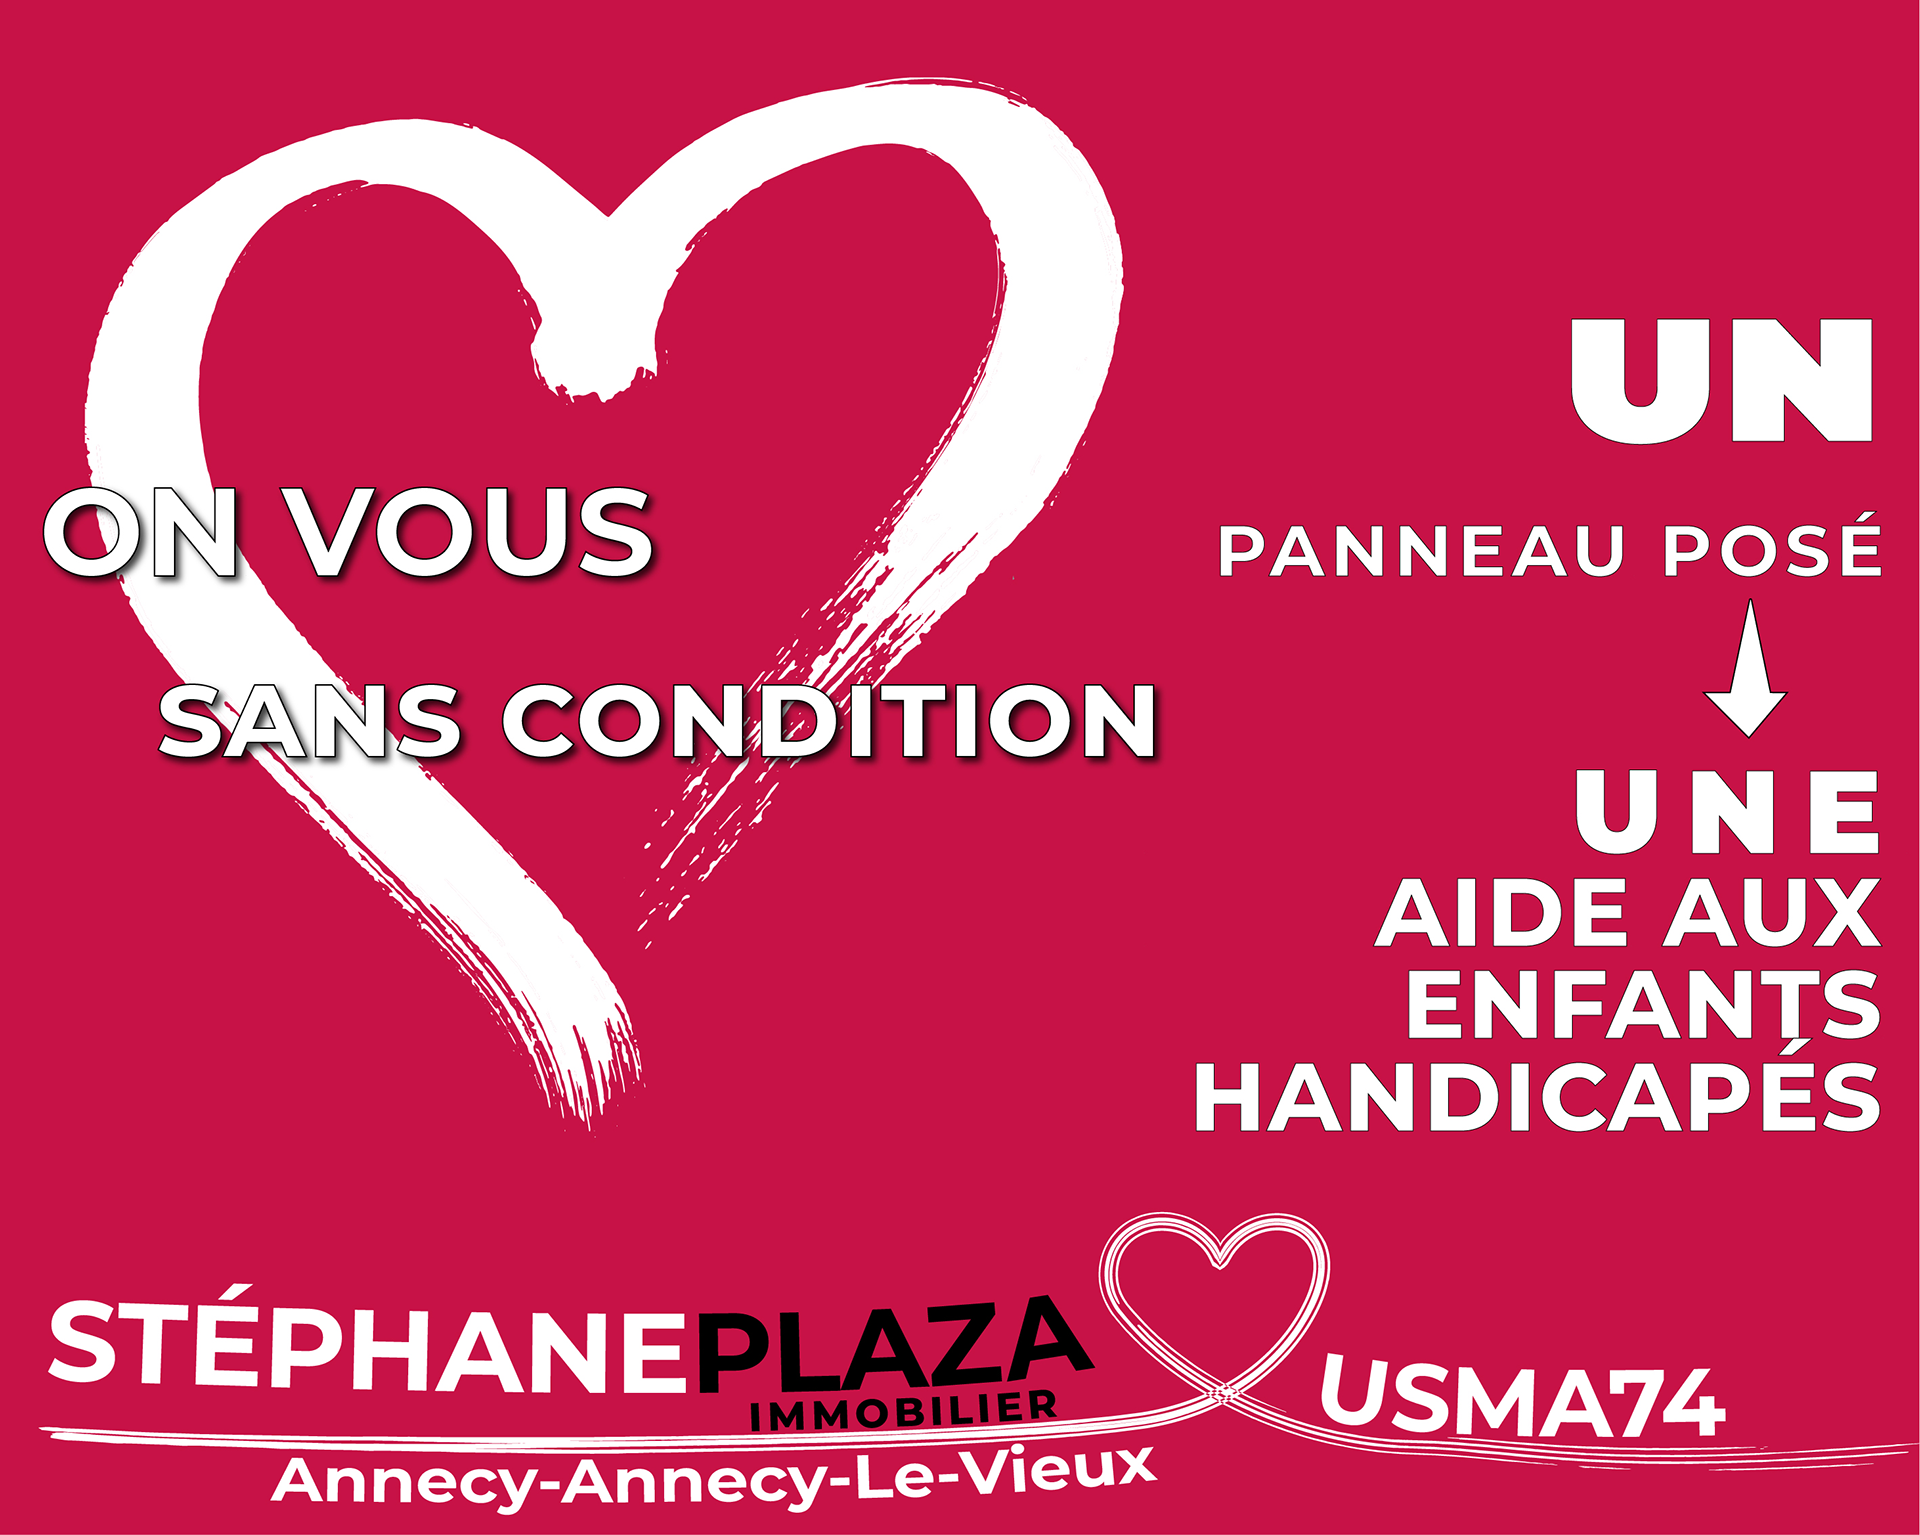 ON VOUS
SANS CONDITION
UN
PANNEAU POSÉ
UNE
AIDE AUX
ENFANTS
HANDICAPÉS
STÉPHANEPLAZA
IMMOBILIER
Annecy-Annecy-Le-Vieux
USMA74